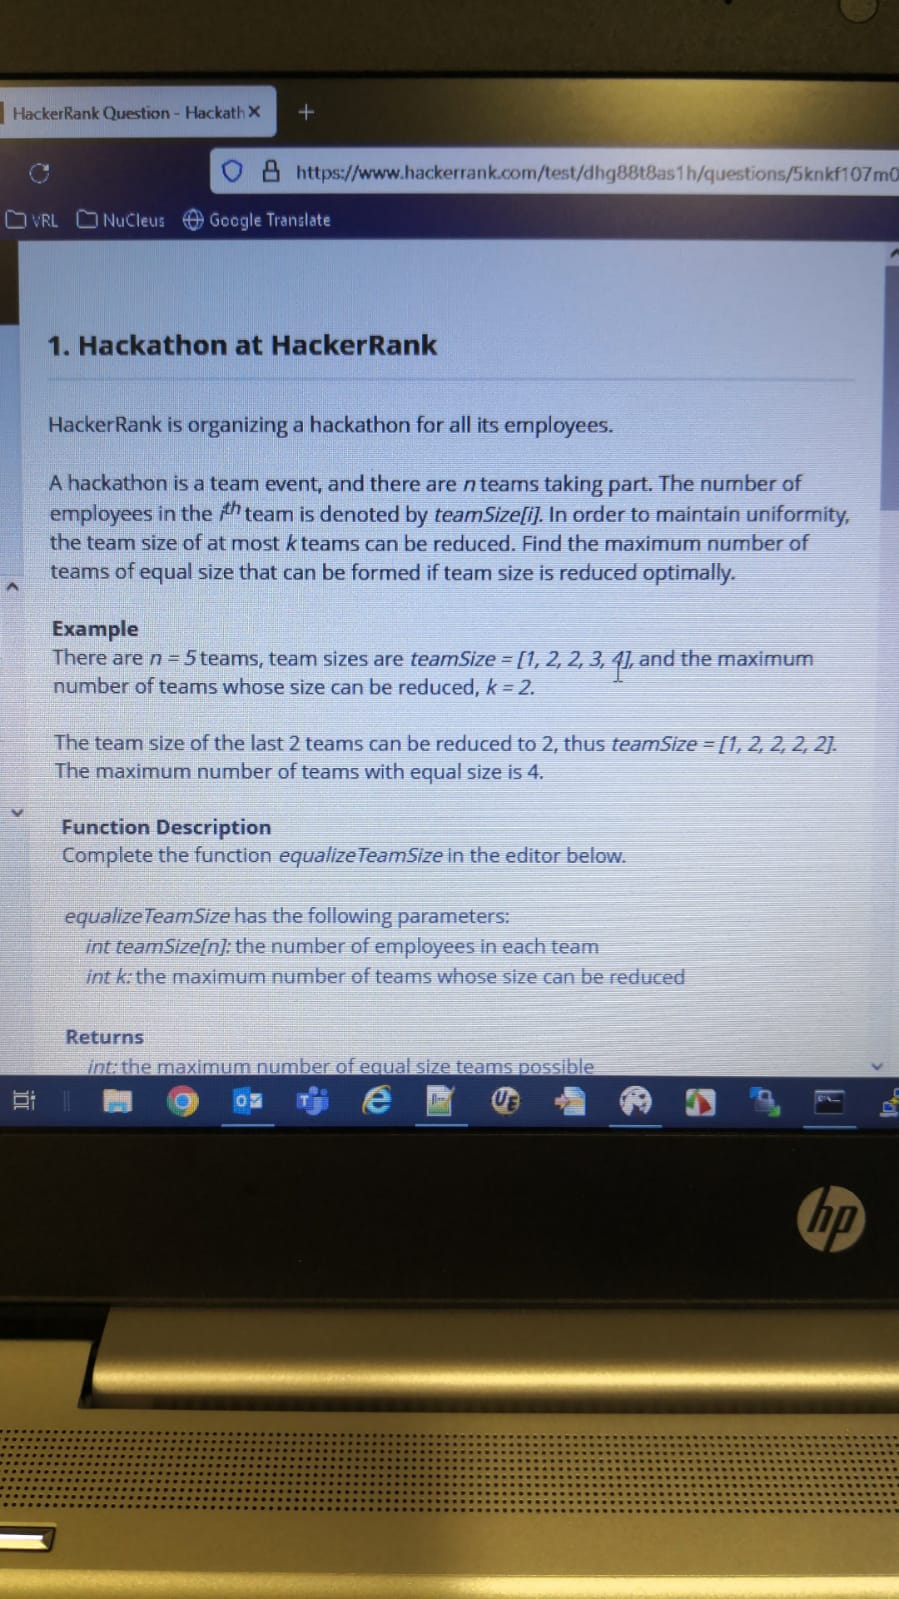 HackerRank Question - Hackath
https://www.hackerrank.com/test/dhg88t8as1h/questions/5knkf107m0
VRL NuCleus Google Translate
1. Hackathon at HackerRank
HackerRank is organizing a hackathon for all its employees.
A hackathon is a team event, and there are n teams taking part. The number of
employees in the ith team is denoted by teamSize[i]. In order to maintain uniformity,
the team size of at most k teams can be reduced. Find the maximum number of
teams of equal size that can be formed if team size is reduced optimally.
Example
There are n = 5 teams, team sizes are teamSize = [1, 2, 2, 3, 4], and the maximum
number of teams whose size can be reduced, k = 2.
The team size of the last 2 teams can be reduced to 2, thus teamSize = [1, 2, 2, 2, 2].
The maximum number of teams with equal size is 4.
Function Description
Complete the function equalizeTeamSize in the editor below.
equalizeTeamSize has the following parameters:
int teamSize[n]: the number of employees in each team
int k: the maximum number of teams whose size can be reduced
Returns
int: the maximum number of equal size teams possible
hp